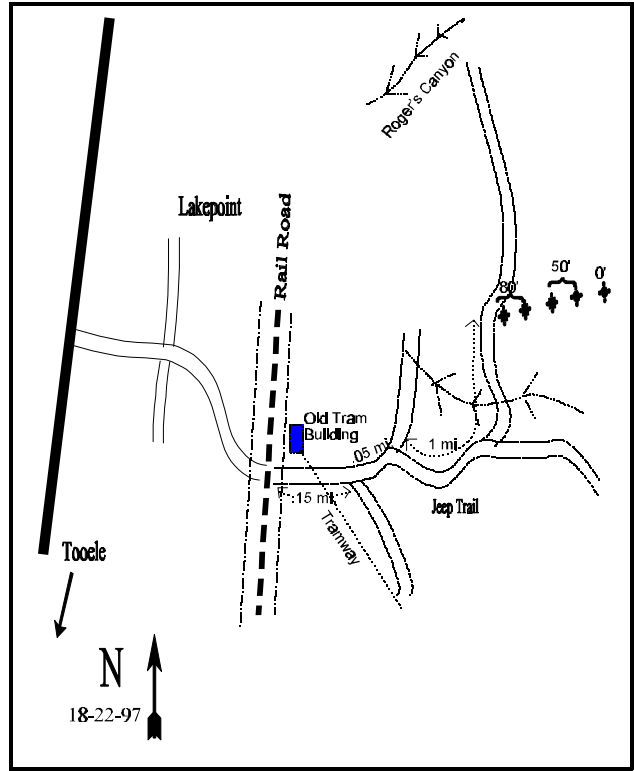 Roger's Canyon
Lakepoint
Rail Road
80'
50'
0'
Old Tram
Building
.05 mi
1 mi.
.15 mi.
Jeep Trail
Tramway
Tooele
N
18-22-97